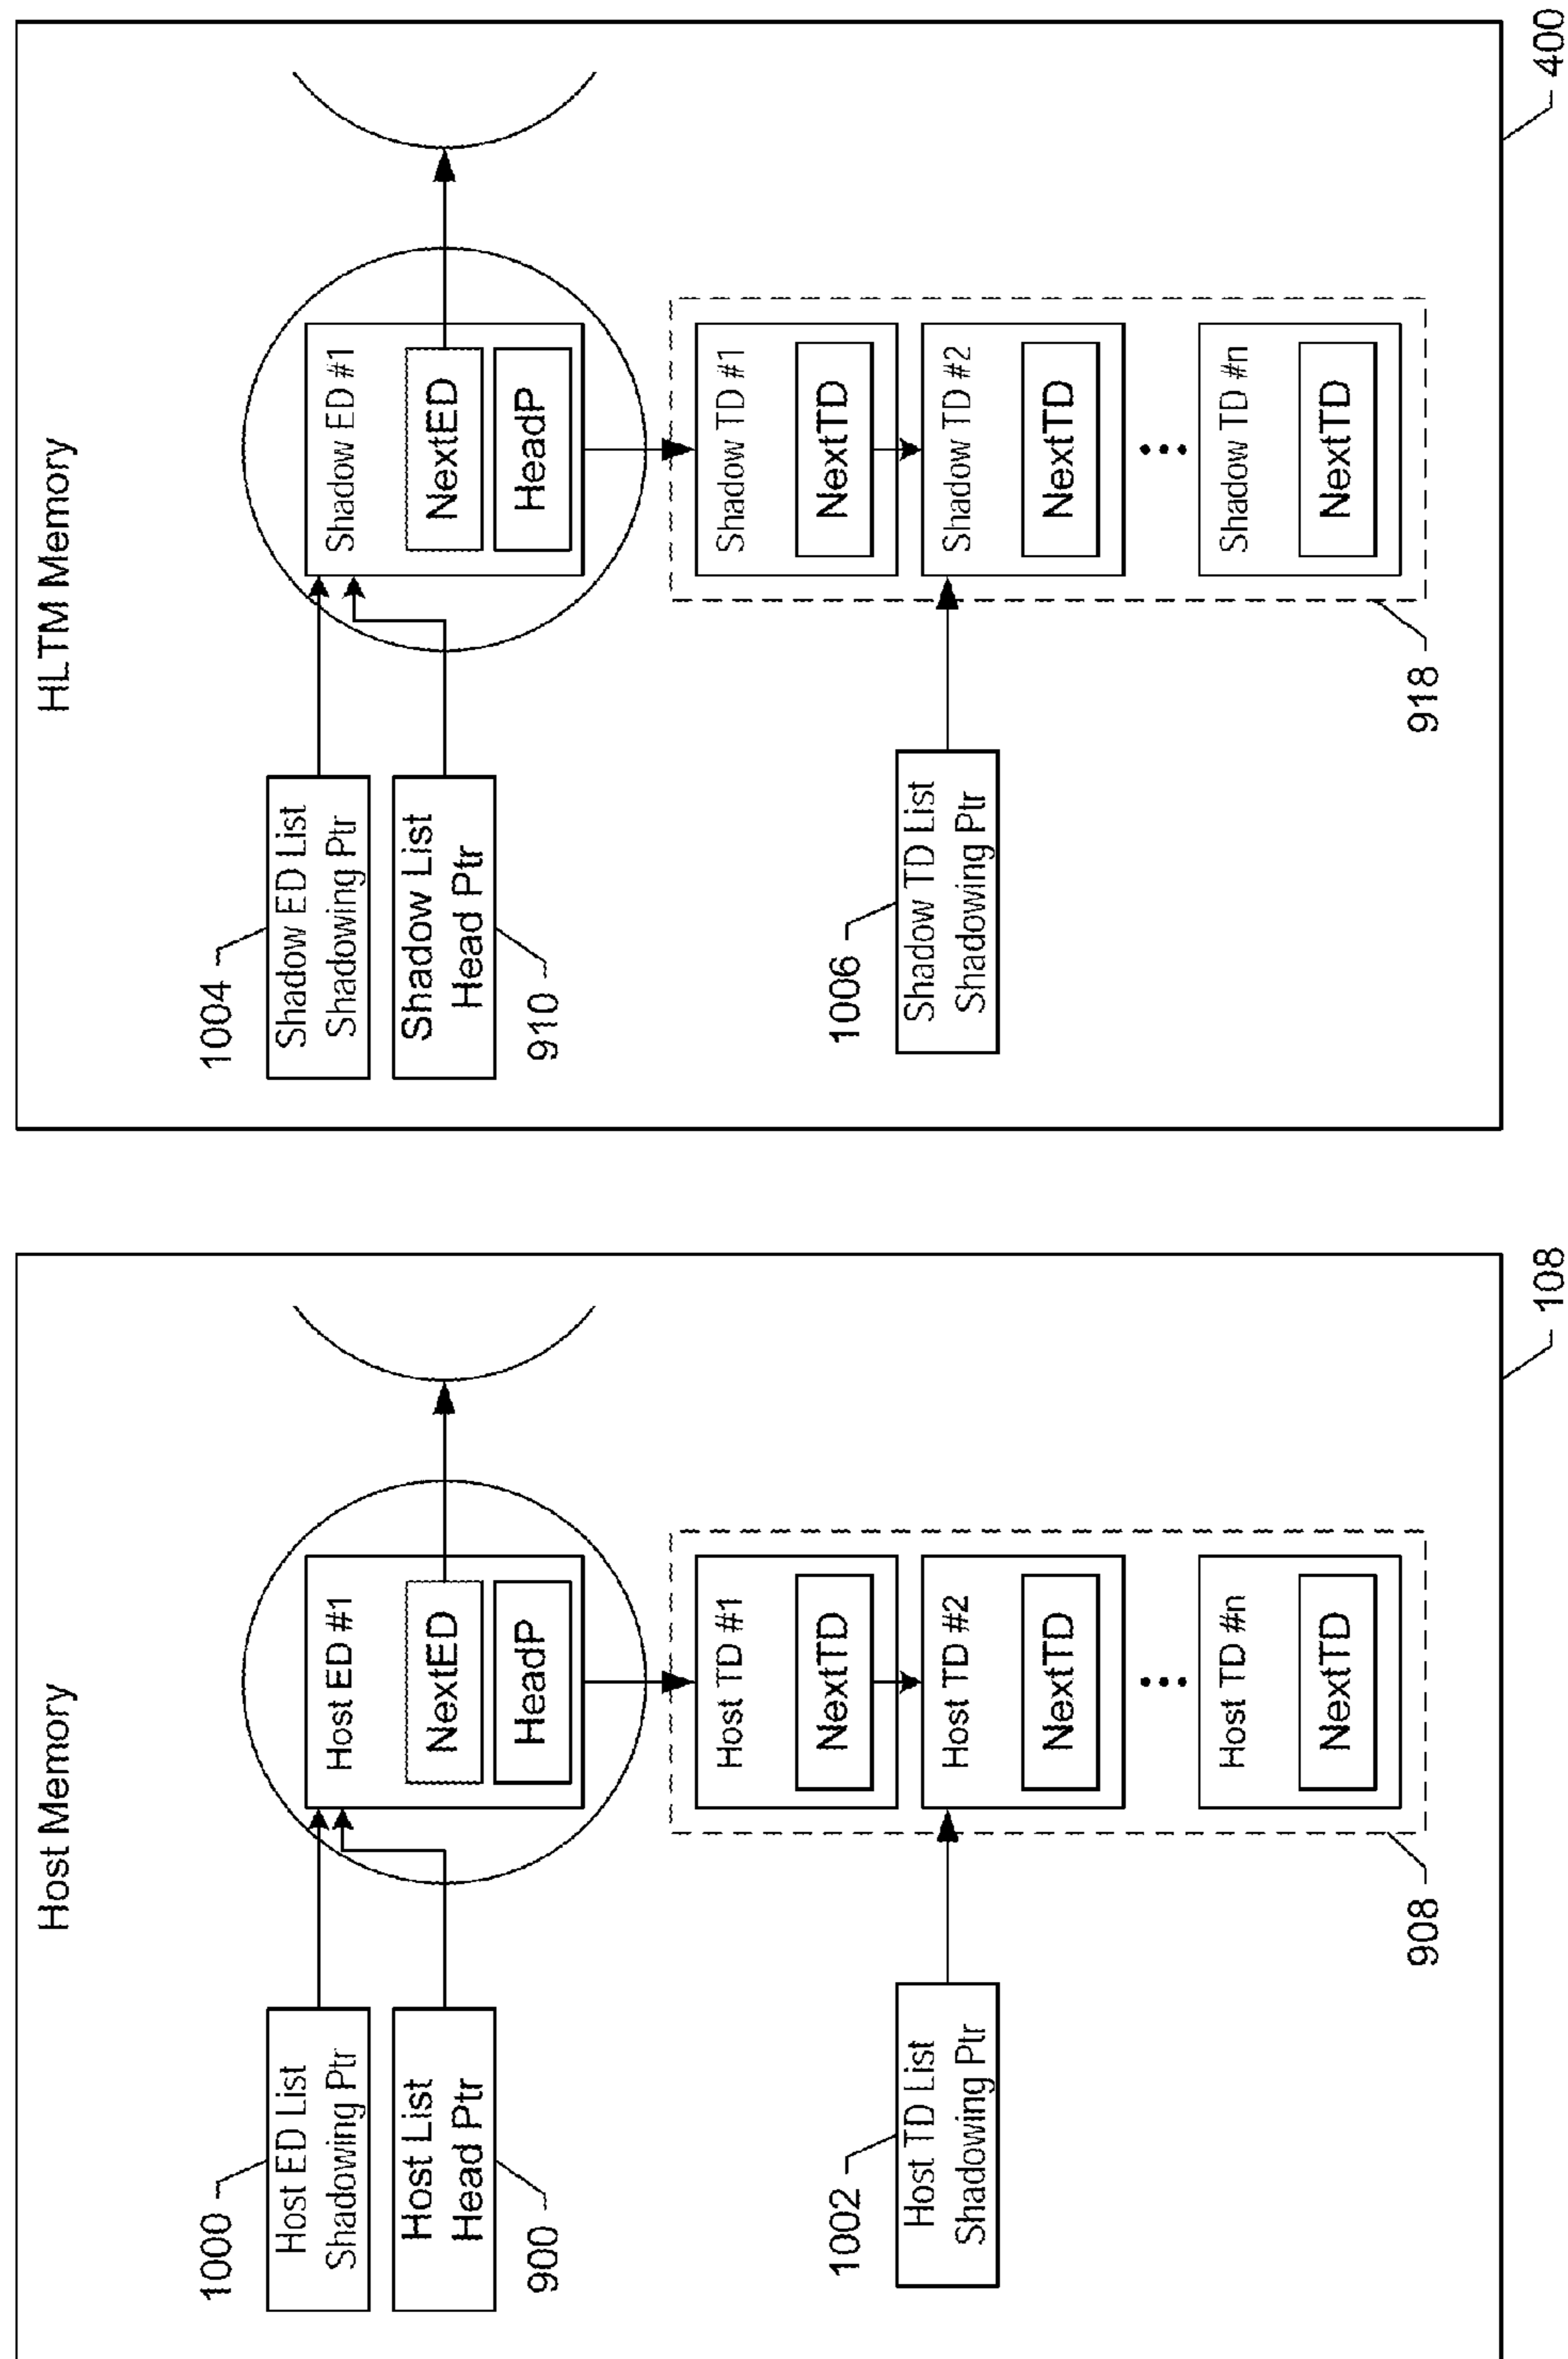 Host Memory
1000
Host ED List
Shadowing Ptr
Host List
Head Ptr
900
Host ED #1
NextED
HeadP
1002
Host TD List
Shadowing Ptr
Host TD #1
NextTD
Host TD #2
NextTD
Host TD #n
NextTD
908
108
HLTM Memory
1004
Shadow ED List
Shadowing Ptr
Shadow List
Head Ptr
910
Shadow ED #1
NextED
HeadP
1006
Shadow TD List
Shadowing Ptr
Shadow TD #1
NextTD
Shadow TD #2
NextTD
Shadow TD #n
NextTD
918
400